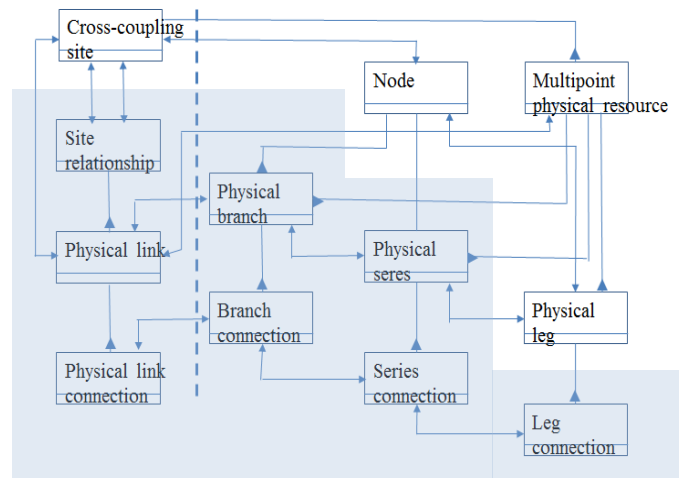 Cross-coupling
site
Node
Multipoint
physical resource
Site
relationship
Physical
branch
Physical link
Physical
seres
Branch
connection
Physical
leg
Physical link
connection
Series
connection
Leg
connection